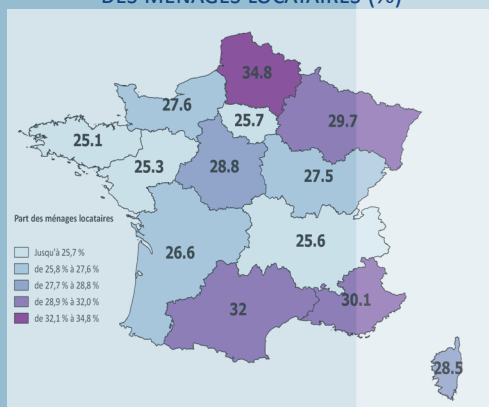 DES MÉNAGES LOCATAIRES (%)
34.8
27.6
25.7
29.7
25.1
25.3
28.8
27.5
26.6
25.6
32
30.1
28.5
Part des ménages locataires
Jusqu'à 25,7 %
de 25,8 % à 27,6 %
de 27,7 % à 28,8 %
de 28,9 % à 32,0 %
de 32,1 % à 34,8 %